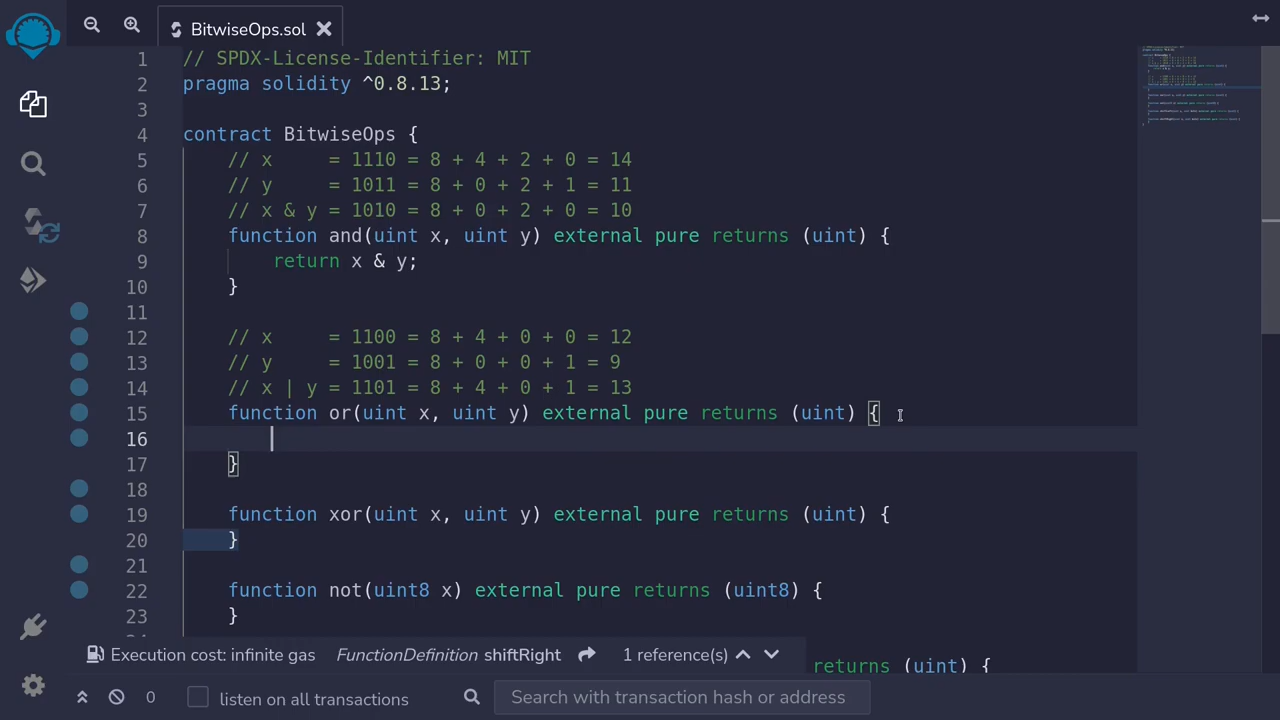 BitwiseOps.sol
1 // SPDX-License-Identifier: MIT
2 pragma solidity ^0.8.13;
3
4 contract BitwiseOps {
5 // x     = 1110 = 8 + 4 + 2 + 0 = 14
6 // y     = 1011 = 8 + 0 + 2 + 1 = 11
7 // x & y = 1010 = 8 + 0 + 2 + 0 = 10
8 function and(uint x, uint y) external pure returns (uint) {
9 return x & y;
10 }
11
12 // x     = 1100 = 8 + 4 + 0 + 0 = 12
13 // y     = 1001 = 8 + 0 + 0 + 1 = 9
14 // x | y = 1101 = 8 + 4 + 0 + 1 = 13
15 function or(uint x, uint y) external pure returns (uint) {
16
17 }
18
19 function xor(uint x, uint y) external pure returns (uint) {
20 }
21
22 function not(uint8 x) external pure returns (uint8) {
23 }
returns (uint) {
Execution cost: infinite gas FunctionDefinition shiftRight 1 reference(s)
0 listen on all transactions Search with transaction hash or address